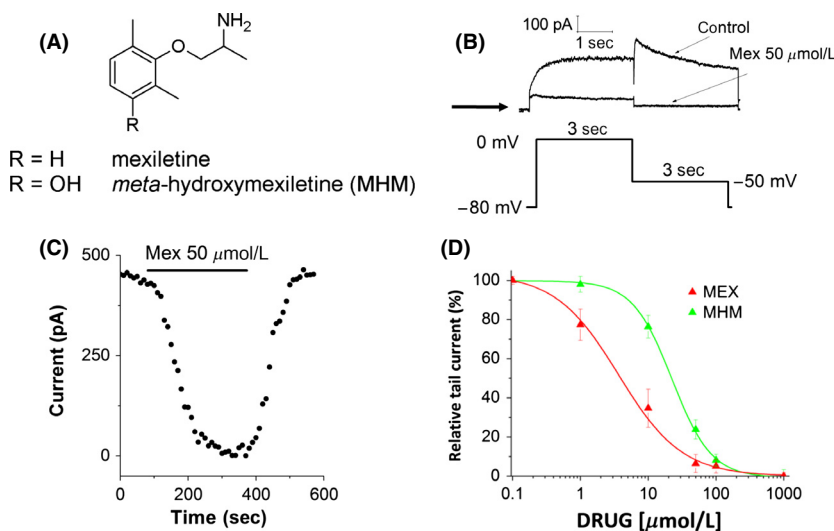 (A)
NH₂
O
R
R = H mexiletine
R = OH meta-hydroxymexiletine (MHM)
(B)
100 pA
1 sec
Control
Mex 50 μmol/L
0 mV
3 sec
3 sec
−50 mV
−80 mV
(C)
Mex 50 μmol/L
500
250
0
Current (pA)
0 200 400 600
Time (sec)
(D)
100
80
60
40
20
0
Relative tail current (%)
MEX
MHM
0.1 1 10 100 1000
DRUG [μmol/L]